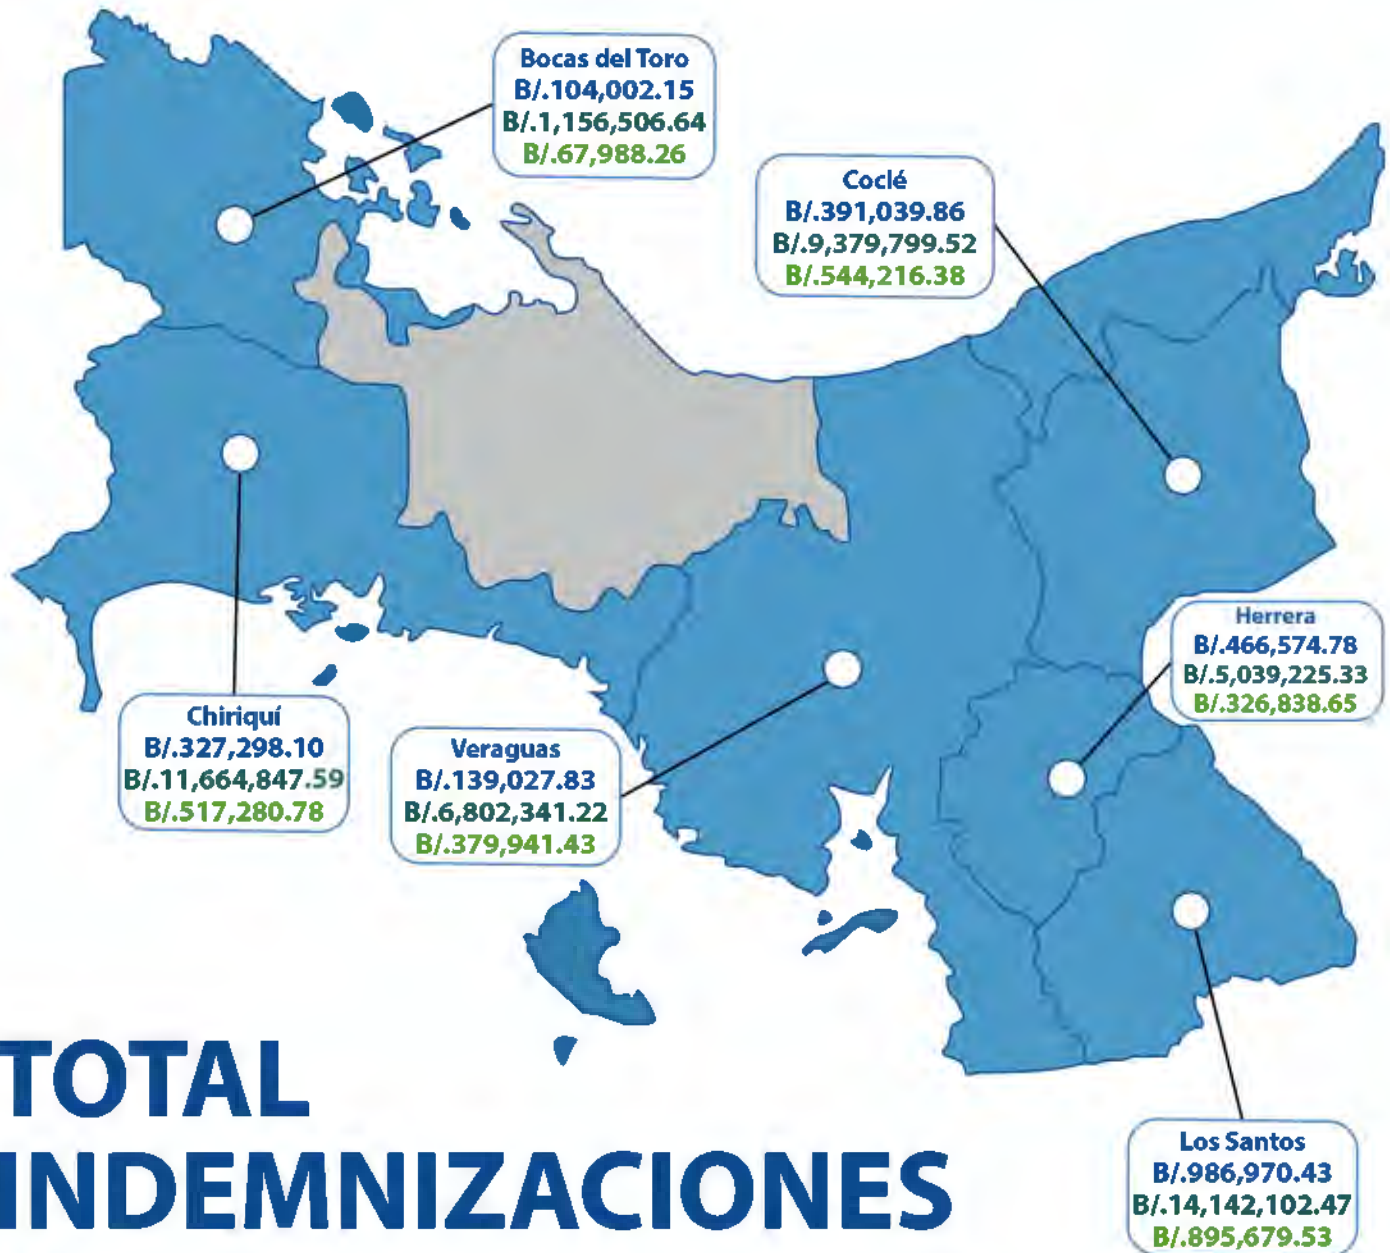 Bocas del Toro
B/.104,002.15
B/.1,156,506.64
B/.67,988.26
Coclé
B/.391,039.86
B/.9,379,799.52
B/.544,216.38
Herrera
B/.466,574.78
B/.5,039,225.33
B/.326,838.65
Chiriquí
B/.327,298.10
B/.11,664,847.59
B/.517,280.78
Veraguas
B/.139,027.83
B/.6,802,341.22
B/.379,941.43
Los Santos
B/.986,970.43
B/.14,142,102.47
B/.895,679.53
TOTAL
INDEMNIZACIONES